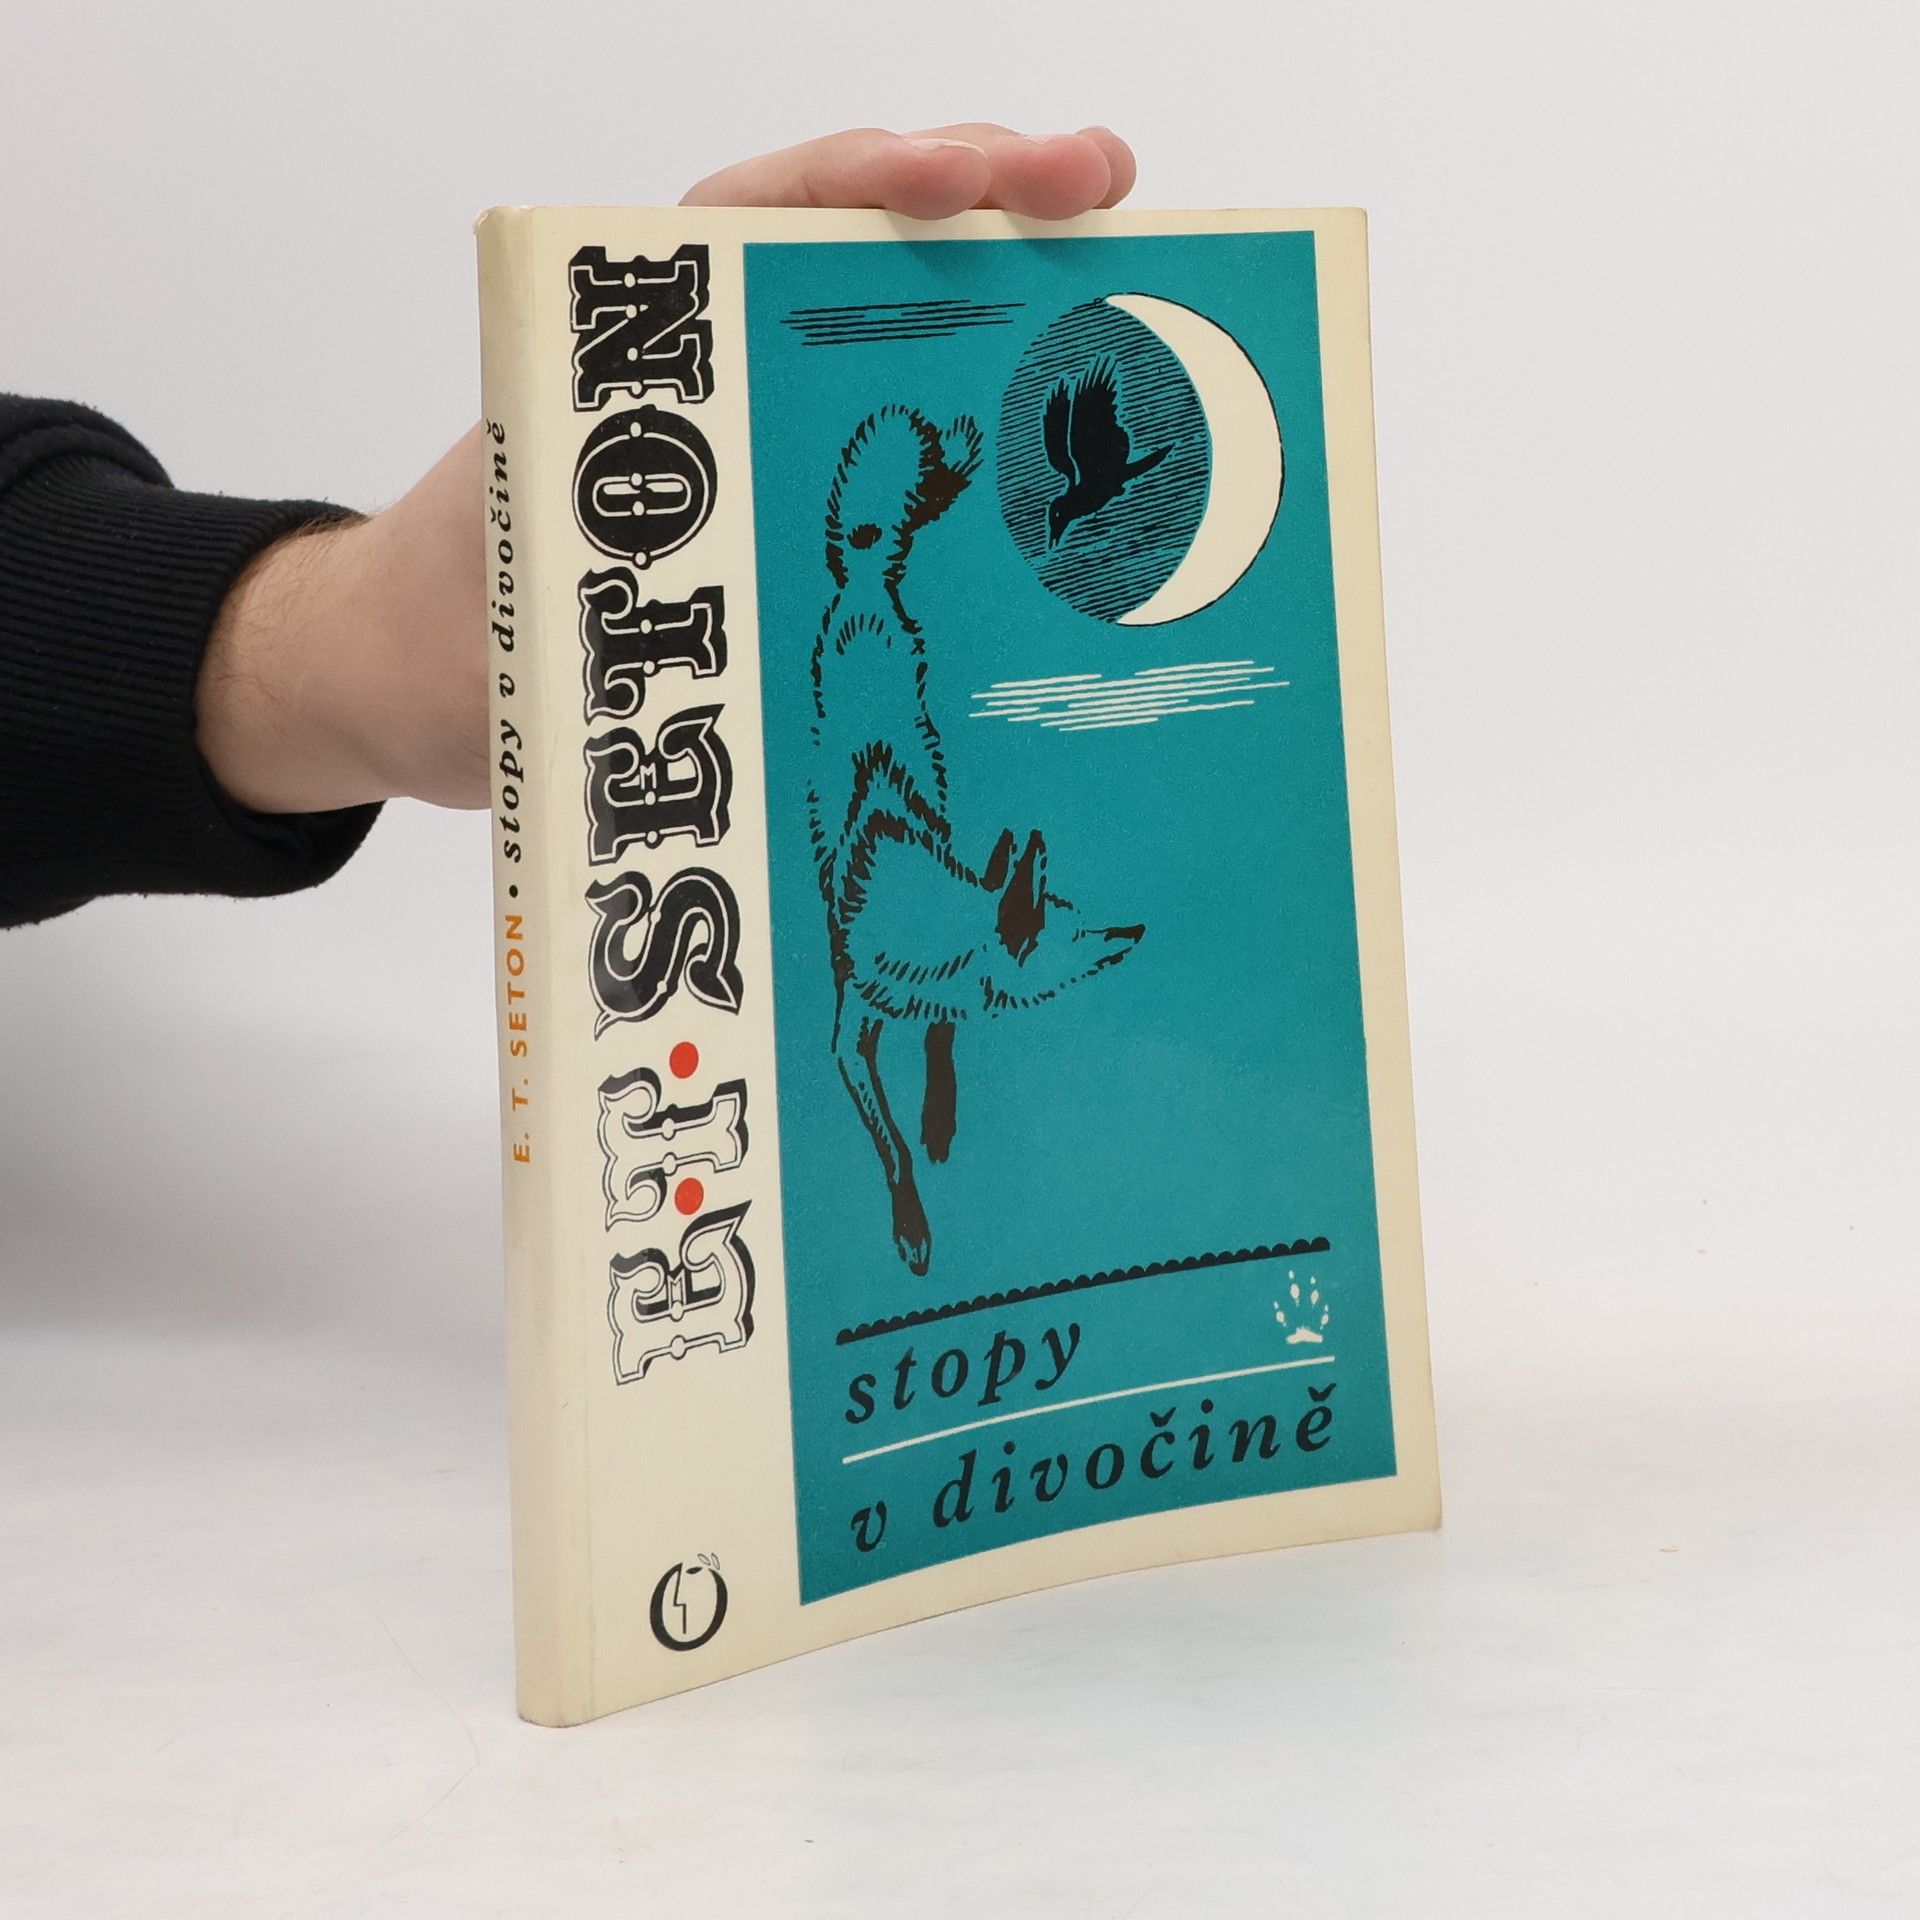 E. T. SETON • stopy v divočině
E.T. SETON
stopy
v divočině